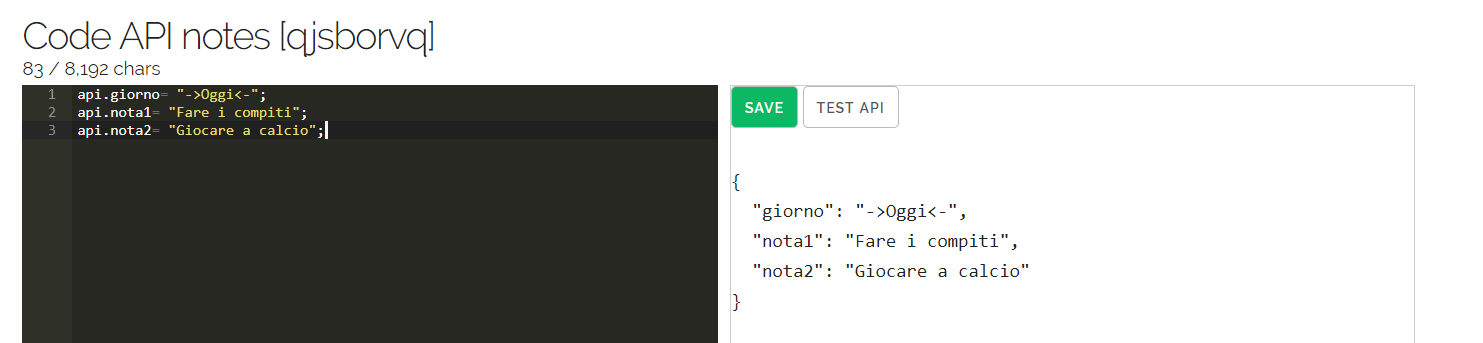 Code API notes [qjsborvq]
83 / 8,192 chars
1 api.giorno= "->Oggi<-";
2 api.nota1= "Fare i compiti";
3 api.nota2= "Giocare a calcio";
SAVE TEST API
{
"giorno": "->Oggi<-",
"nota1": "Fare i compiti",
"nota2": "Giocare a calcio"
}